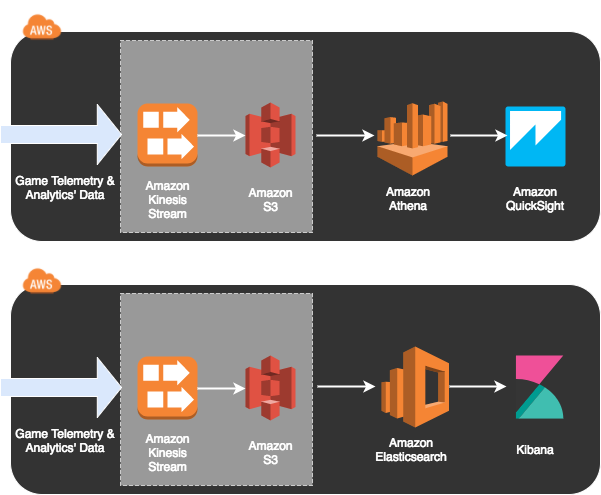 AWS
Game Telemetry &
Analytics' Data
Amazon
Kinesis
Stream
Amazon
S3
Amazon
Athena
Amazon
QuickSight
AWS
Game Telemetry &
Analytics' Data
Amazon
Kinesis
Stream
Amazon
S3
Amazon
Elasticsearch
Kibana